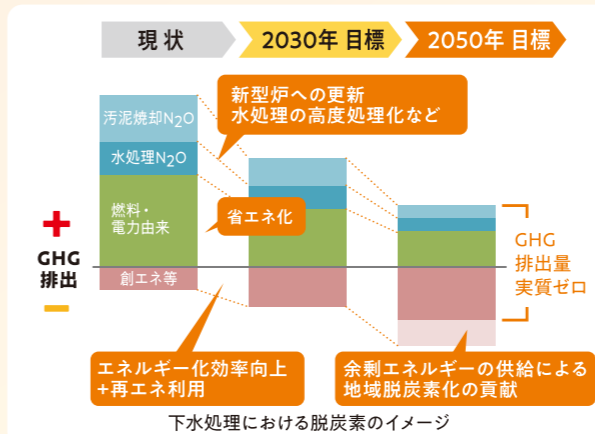 現状
2030年 目標
2050年 目標
新型炉への更新
水処理の高度処理化など
汚泥焼却N₂O
水処理N₂O
燃料・
電力由来
省エネ化
+
GHG
排出
−
創エネ等
GHG
排出量
実質ゼロ
エネルギー化効率向上
+再エネ利用
余剰エネルギーの供給による
地域脱炭素化の貢献
下水処理における脱炭素のイメージ